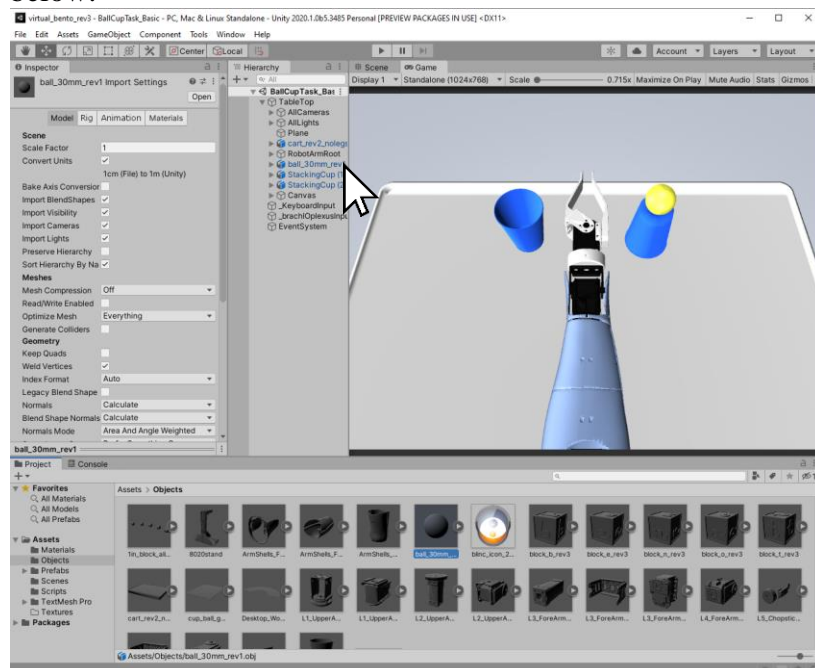 virtual_bento_rev3 - BallCupTask_Basic - PC, Mac & Linux Standalone - Unity 2020.1.0b5.3485 Personal [PREVIEW PACKAGES IN USE] <DX11>
File Edit Assets GameObject Component Tools Window Help
Center Local Account Layers Layout
Inspector
ball_30mm_rev1 Import Settings
Open
Model Rig Animation Materials
Scene
Scale Factor 1
Convert Units
1cm (File) to 1m (Unity)
Bake Axis Conversion
Import BlendShapes
Import Visibility
Import Cameras
Import Lights
Preserve Hierarchy
Sort Hierarchy By Na
Meshes
Mesh Compression Off
Read/Write Enabled
Optimize Mesh Everything
Generate Colliders
Geometry
Keep Quads
Weld Vertices
Index Format Auto
Legacy Blend Shape
Normals Calculate
Blend Shape Normals Calculate
Normals Mode Area And Angle Weighted
ball_30mm_rev1
Hierarchy
All
BallCupTask_Bas
TableTop
AllCameras
AllLights
Plane
cart_rev2_nolegs
RobotArmRoot
ball_30mm_rev
StackingCup (1
StackingCup (2
Canvas
_KeyboardInput
_brachIOplexusInpu
EventSystem
Scene Game
Display 1 Standalone (1024x768) Scale 0.715x Maximize On Play Mute Audio Stats Gizmos
Project Console
Favorites
All Materials
All Models
All Prefabs
Assets
Materials
Objects
Prefabs
Scenes
Scripts
TextMesh Pro
Textures
Packages
Assets > Objects
1in_block_all... 8020stand ArmShells_F... ArmShells_F... ArmShells_... ball_30mm_... blinc_icon_2... block_b_rev3 block_e_rev3 block_n_rev3 block_o_rev3 block_t_rev3
cart_rev2_n... cup_ball_g... Desktop_Wo... L1_UpperA... L1_UpperA... L2_UpperA... L2_UpperA... L3_ForeArm... L3_ForeArm... L3_ForeArm... L4_ForeArm... L5_Chopstic...
Assets/Objects/ball_30mm_rev1.obj